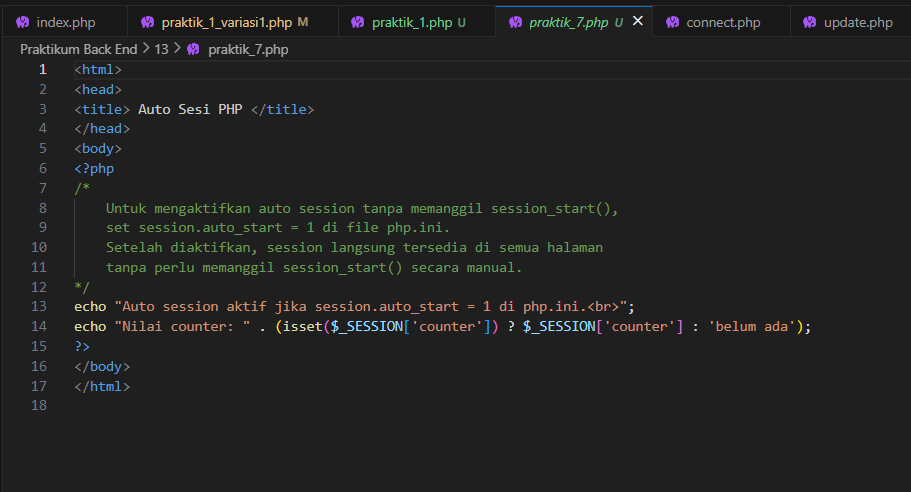 index.php praktik_1_variasi1.php M praktik_1.php U praktik_7.php U × connect.php update.php
Praktikum Back End > 13 > praktik_7.php
1 <html>
2 <head>
3 <title> Auto Sesi PHP </title>
4 </head>
5 <body>
6 <?php
7 /*
8     Untuk mengaktifkan auto session tanpa memanggil session_start(),
9     set session.auto_start = 1 di file php.ini.
10     Setelah diaktifkan, session langsung tersedia di semua halaman
11     tanpa perlu memanggil session_start() secara manual.
12 */
13 echo "Auto session aktif jika session.auto_start = 1 di php.ini.<br>";
14 echo "Nilai counter: " . (isset($_SESSION['counter']) ? $_SESSION['counter'] : 'belum ada');
15 ?>
16 </body>
17 </html>
18